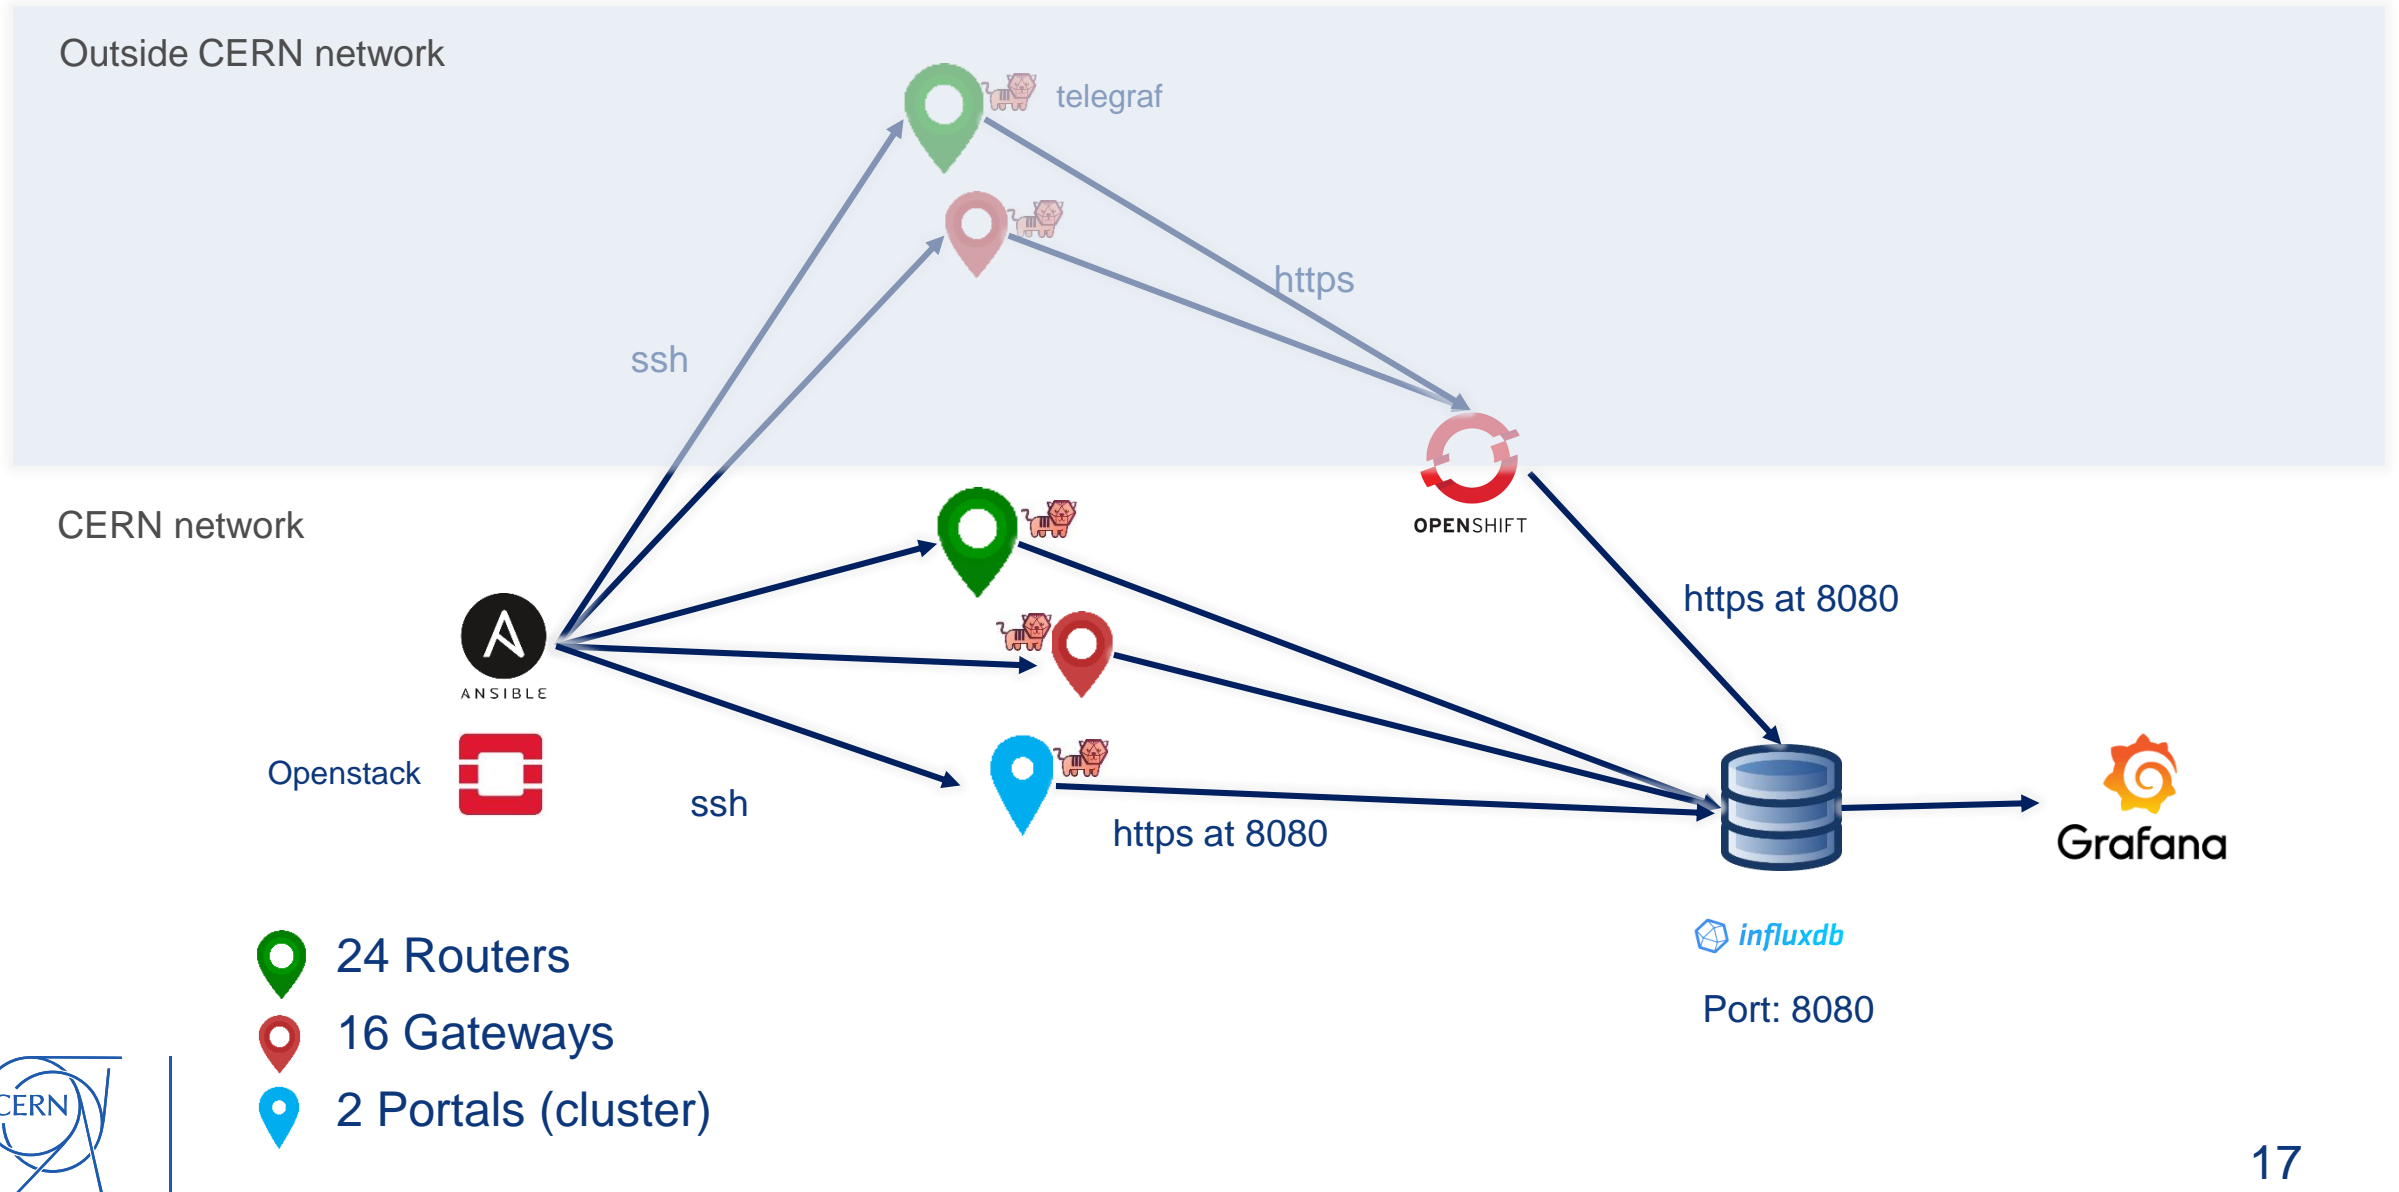 Outside CERN network
telegraf
https
ssh
CERN network
OPENSHIFT
https at 8080
ANSIBLE
Openstack
ssh
https at 8080
Grafana
influxdb
Port: 8080
24 Routers
16 Gateways
2 Portals (cluster)
CERN
17